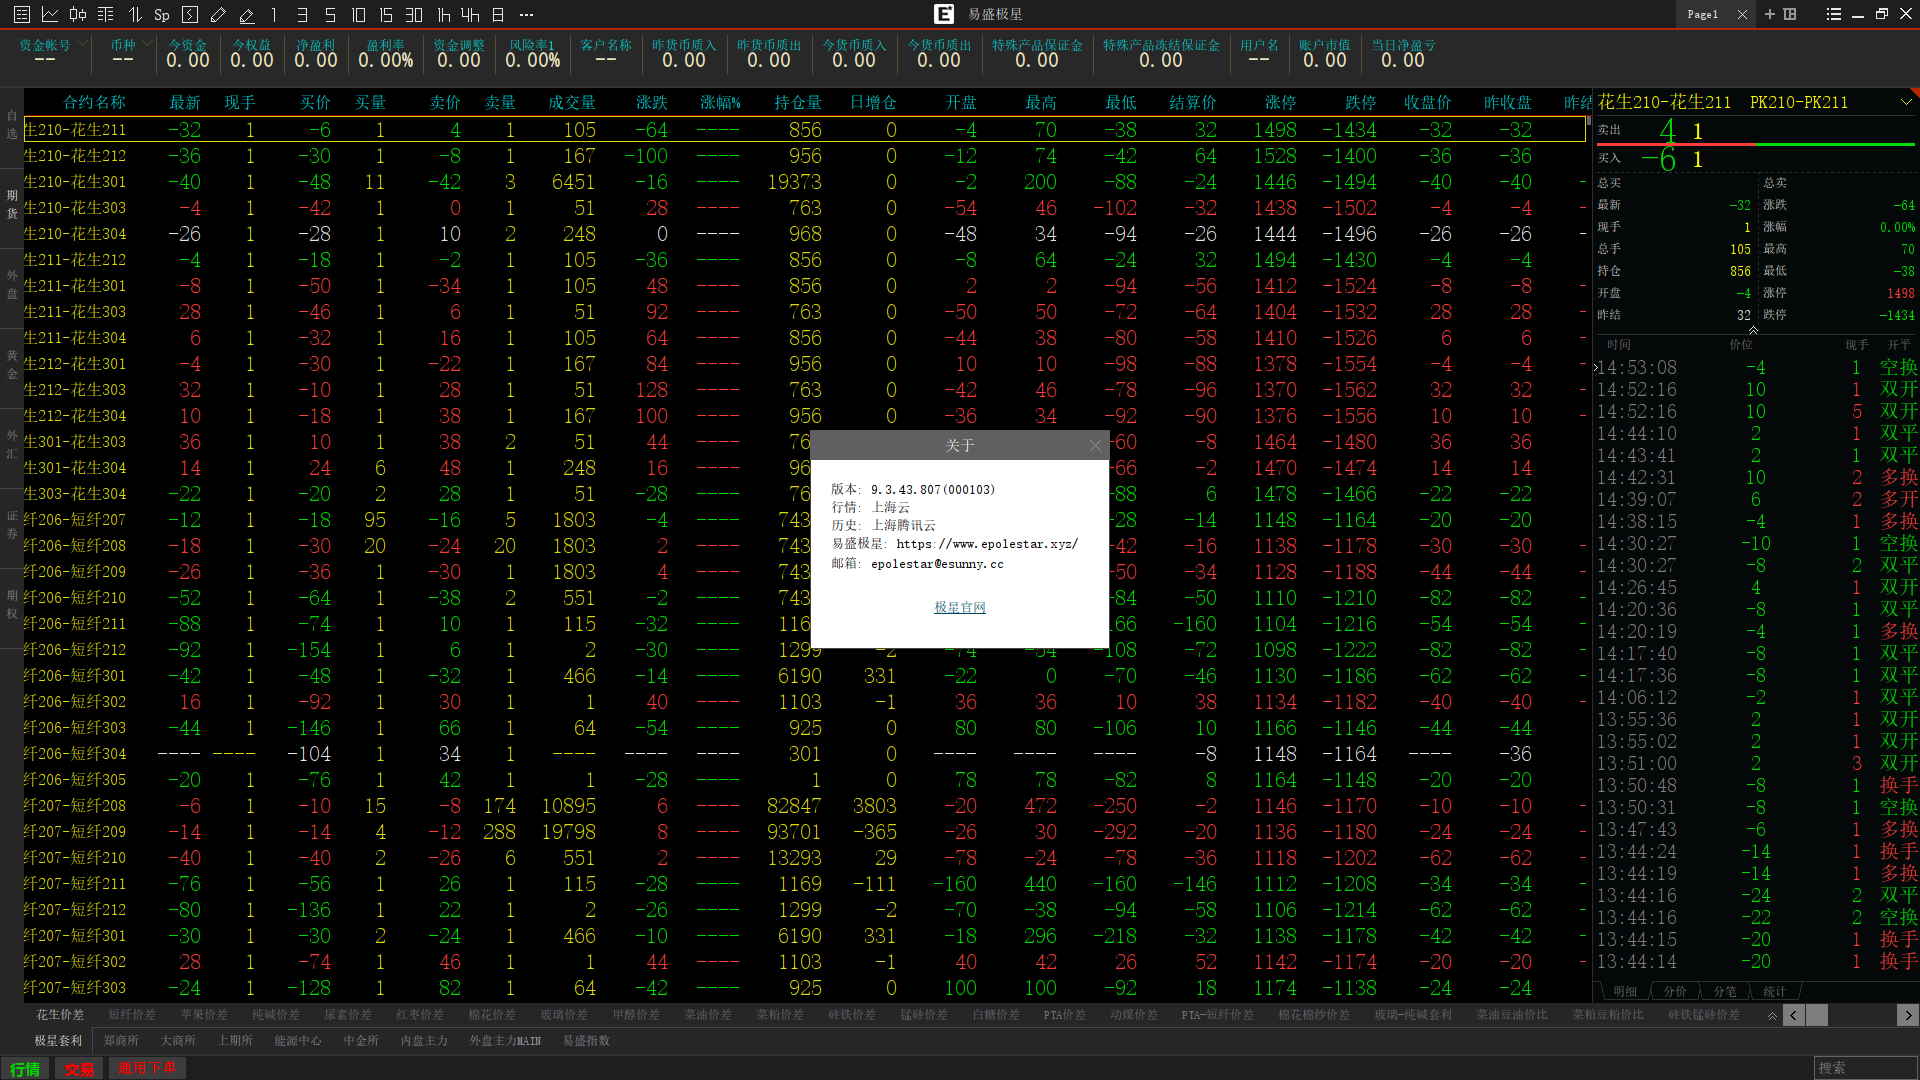 Sp 1 3 5 10 15 30 1h 4h 日 ··· 易盛极星 Page1
资金帐号 币种 今资金 今权益 净盈利 盈利率 资金调整 风险率1 客户名称 昨货币质入 昨货币质出 今货币质入 今货币质出 特殊产品保证金 特殊产品冻结保证金 用户名 账户市值 当日净盈亏
-- -- 0.00 0.00 0.00 0.00% 0.00 0.00% -- 0.00 0.00 0.00 0.00 0.00 0.00 -- 0.00 0.00
自选
期货
外盘
黄金
外汇
证券
期权
合约名称 最新 现手 买价 买量 卖价 卖量 成交量 涨跌 涨幅% 持仓量 日增仓 开盘 最高 最低 结算价 涨停 跌停 收盘价 昨收盘 昨结
生210-花生211 -32 1 -6 1 4 1 105 -64 ---- 856 0 -4 70 -38 32 1498 -1434 -32 -32
生210-花生212 -36 1 -30 1 -8 1 167 -100 ---- 956 0 -12 74 -42 64 1528 -1400 -36 -36
生210-花生301 -40 1 -48 11 -42 3 6451 -16 ---- 19373 0 -2 200 -88 -24 1446 -1494 -40 -40 -
生210-花生303 -4 1 -42 1 0 1 51 28 ---- 763 0 -54 46 -102 -32 1438 -1502 -4 -4 -
生210-花生304 -26 1 -28 1 10 2 248 0 ---- 968 0 -48 34 -94 -26 1444 -1496 -26 -26 -
生211-花生212 -4 1 -18 1 -2 1 105 -36 ---- 856 0 -8 64 -24 32 1494 -1430 -4 -4
生211-花生301 -8 1 -50 1 -34 1 105 48 ---- 856 0 2 2 -94 -56 1412 -1524 -8 -8 -
生211-花生303 28 1 -46 1 6 1 51 92 ---- 763 0 -50 50 -72 -64 1404 -1532 28 28 -
生211-花生304 6 1 -32 1 16 1 105 64 ---- 856 0 -44 38 -80 -58 1410 -1526 6 6 -
生212-花生301 -4 1 -30 1 -22 1 167 84 ---- 956 0 10 10 -98 -88 1378 -1554 -4 -4 -
生212-花生303 32 1 -10 1 28 1 51 128 ---- 763 0 -42 46 -78 -96 1370 -1562 32 32 -
生212-花生304 10 1 -18 1 38 1 167 100 ---- 956 0 -36 34 -92 -90 1376 -1556 10 10 -
生301-花生303 36 1 10 1 38 2 51 44 ---- 76 -60 -8 1464 -1480 36 36 -
生301-花生304 14 1 24 6 48 1 248 16 ---- 96 -66 -2 1470 -1474 14 14 -
生303-花生304 -22 1 -20 2 28 1 51 -28 ---- 76 -88 6 1478 -1466 -22 -22 -
纤206-短纤207 -12 1 -18 95 -16 5 1803 -4 ---- 743 -28 -14 1148 -1164 -20 -20 -
纤206-短纤208 -18 1 -30 20 -24 20 1803 2 ---- 743 -42 -16 1138 -1178 -30 -30 -
纤206-短纤209 -26 1 -36 1 -30 1 1803 4 ---- 743 -50 -34 1128 -1188 -44 -44 -
纤206-短纤210 -52 1 -64 1 -38 2 551 -2 ---- 743 -84 -50 1110 -1210 -82 -82 -
纤206-短纤211 -88 1 -74 1 10 1 115 -32 ---- 116 166 -160 1104 -1216 -54 -54 -
纤206-短纤212 -92 1 -154 1 6 1 2 -30 ---- 1299 -2 -74 -54 -108 -72 1098 -1222 -82 -82 -
纤206-短纤301 -42 1 -48 1 -32 1 466 -14 ---- 6190 331 -22 0 -70 -46 1130 -1186 -62 -62 -
纤206-短纤302 16 1 -92 1 30 1 1 40 ---- 1103 -1 36 36 10 38 1134 -1182 -40 -40 -
纤206-短纤303 -44 1 -146 1 66 1 64 -54 ---- 925 0 80 80 -106 10 1166 -1146 -44 -44
纤206-短纤304 ---- ---- -104 1 34 1 ---- ---- ---- 301 0 ---- ---- ---- -8 1148 -1164 ---- -36 -
纤206-短纤305 -20 1 -76 1 42 1 1 -28 ---- 1 0 78 78 -82 8 1164 -1148 -20 -20
纤207-短纤208 -6 1 -10 15 -8 174 10895 6 ---- 82847 3803 -20 472 -250 -2 1146 -1170 -10 -10 -
纤207-短纤209 -14 1 -14 4 -12 288 19798 8 ---- 93701 -365 -26 30 -292 -20 1136 -1180 -24 -24 -
纤207-短纤210 -40 1 -40 2 -26 6 551 2 ---- 13293 29 -78 -24 -78 -36 1118 -1202 -62 -62 -
纤207-短纤211 -76 1 -56 1 26 1 115 -28 ---- 1169 -111 -160 440 -160 -146 1112 -1208 -34 -34 -
纤207-短纤212 -80 1 -136 1 22 1 2 -26 ---- 1299 -2 -70 -38 -94 -58 1106 -1214 -62 -62 -
纤207-短纤301 -30 1 -30 2 -24 1 466 -10 ---- 6190 331 -18 296 -218 -32 1138 -1178 -42 -42 -
纤207-短纤302 28 1 -74 1 46 1 1 44 ---- 1103 -1 40 42 26 52 1142 -1174 -20 -20 -
纤207-短纤303 -24 1 -128 1 82 1 64 -42 ---- 925 0 100 100 -92 18 1174 -1138 -24 -24 -
关于
版本: 9.3.43.807(000103)
行情: 上海云
历史: 上海腾讯云
易盛极星: https://www.epolestar.xyz/
邮箱: epolestar@esunny.cc
极星官网
花生210-花生211 PK210-PK211
卖出 4 1
买入 -6 1
总买 总卖
最新 -32 涨跌 -64
现手 1 涨幅 0.00%
总手 105 最高 70
持仓 856 最低 -38
开盘 -4 涨停 1498
昨结 32 跌停 -1434
时间 价位 现手 开平
14:53:08 -4 1 空换
14:52:16 10 1 双开
14:52:16 10 5 双开
14:44:10 2 1 双平
14:43:41 2 1 双平
14:42:31 10 2 多换
14:39:07 6 2 多开
14:38:15 -4 1 多换
14:30:27 -10 1 空换
14:30:27 -8 2 双平
14:26:45 4 1 双开
14:20:36 -8 1 双平
14:20:19 -4 1 多换
14:17:40 -8 1 双平
14:17:36 -8 1 双平
14:06:12 -2 1 双平
13:55:36 2 1 双开
13:55:02 2 1 双开
13:51:00 2 3 双开
13:50:48 -8 1 换手
13:50:31 -8 1 空换
13:47:43 -6 1 多换
13:44:24 -14 1 换手
13:44:19 -14 1 多换
13:44:16 -24 2 双平
13:44:16 -22 2 空换
13:44:15 -20 1 换手
13:44:14 -20 1 换手
明细 分价 分笔 统计
花生价差 短纤价差 苹果价差 纯碱价差 尿素价差 红枣价差 棉花价差 玻璃价差 甲醇价差 菜油价差 菜粕价差 硅铁价差 锰硅价差 白糖价差 PTA价差 动煤价差 PTA-短纤价差 棉花棉纱价差 玻璃-纯碱套利 菜油豆油价比 菜粕豆粕价比 硅铁锰硅价差
极星套利 郑商所 大商所 上期所 能源中心 中金所 内盘主力 外盘主力MAIN 易盛指数
行情 交易 通用下单 搜索